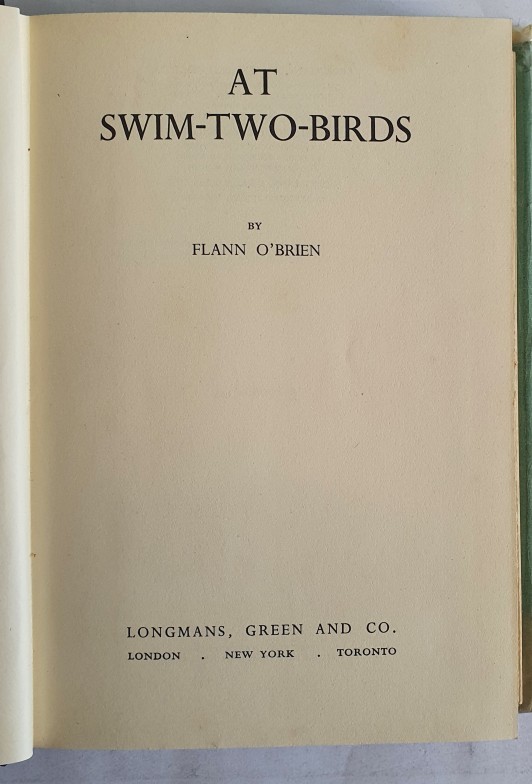 AT
SWIM-TWO-BIRDS
BY
FLANN O'BRIEN
LONGMANS, GREEN AND CO.
LONDON . NEW YORK . TORONTO